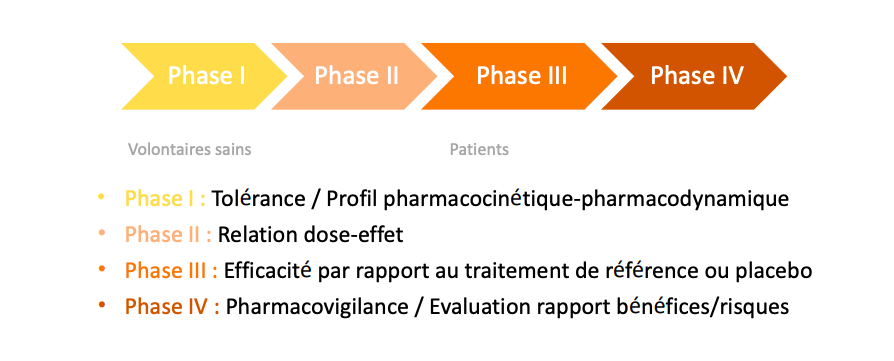 Phase I Phase II Phase III Phase IV
Volontaires sains Patients
• Phase I : Tolérance / Profil pharmacocinétique-pharmacodynamique
• Phase II : Relation dose-effet
• Phase III : Efficacité par rapport au traitement de référence ou placebo
• Phase IV : Pharmacovigilance / Evaluation rapport bénéfices/risques